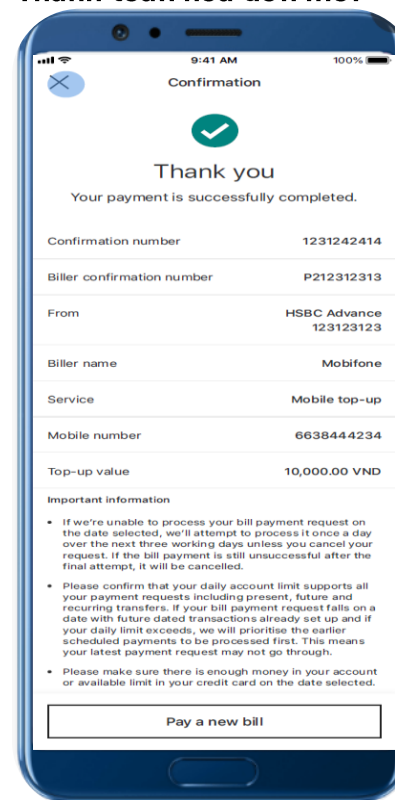 Thanh toán hoá đơn mới
9:41 AM 100%
Confirmation
Thank you
Your payment is successfully completed.
Confirmation number 1231242414
Biller confirmation number P212312313
From HSBC Advance
123123123
Biller name Mobifone
Service Mobile top-up
Mobile number 6638444234
Top-up value 10,000.00 VND
Important information
• If we're unable to process your bill payment request on
the date selected, we'll attempt to process it once a day
over the next three working days unless you cancel your
request. If the bill payment is still unsuccessful after the
final attempt, it will be cancelled.
• Please confirm that your daily account limit supports all
your payment requests including present, future and
recurring transfers. If your bill payment request falls on a
date with future dated transactions already set up and if
your daily limit exceeds, we will prioritise the earlier
scheduled payments to be processed first. This means
your latest payment request may not go through.
• Please make sure there is enough money in your account
or available limit in your credit card on the date selected.
Pay a new bill